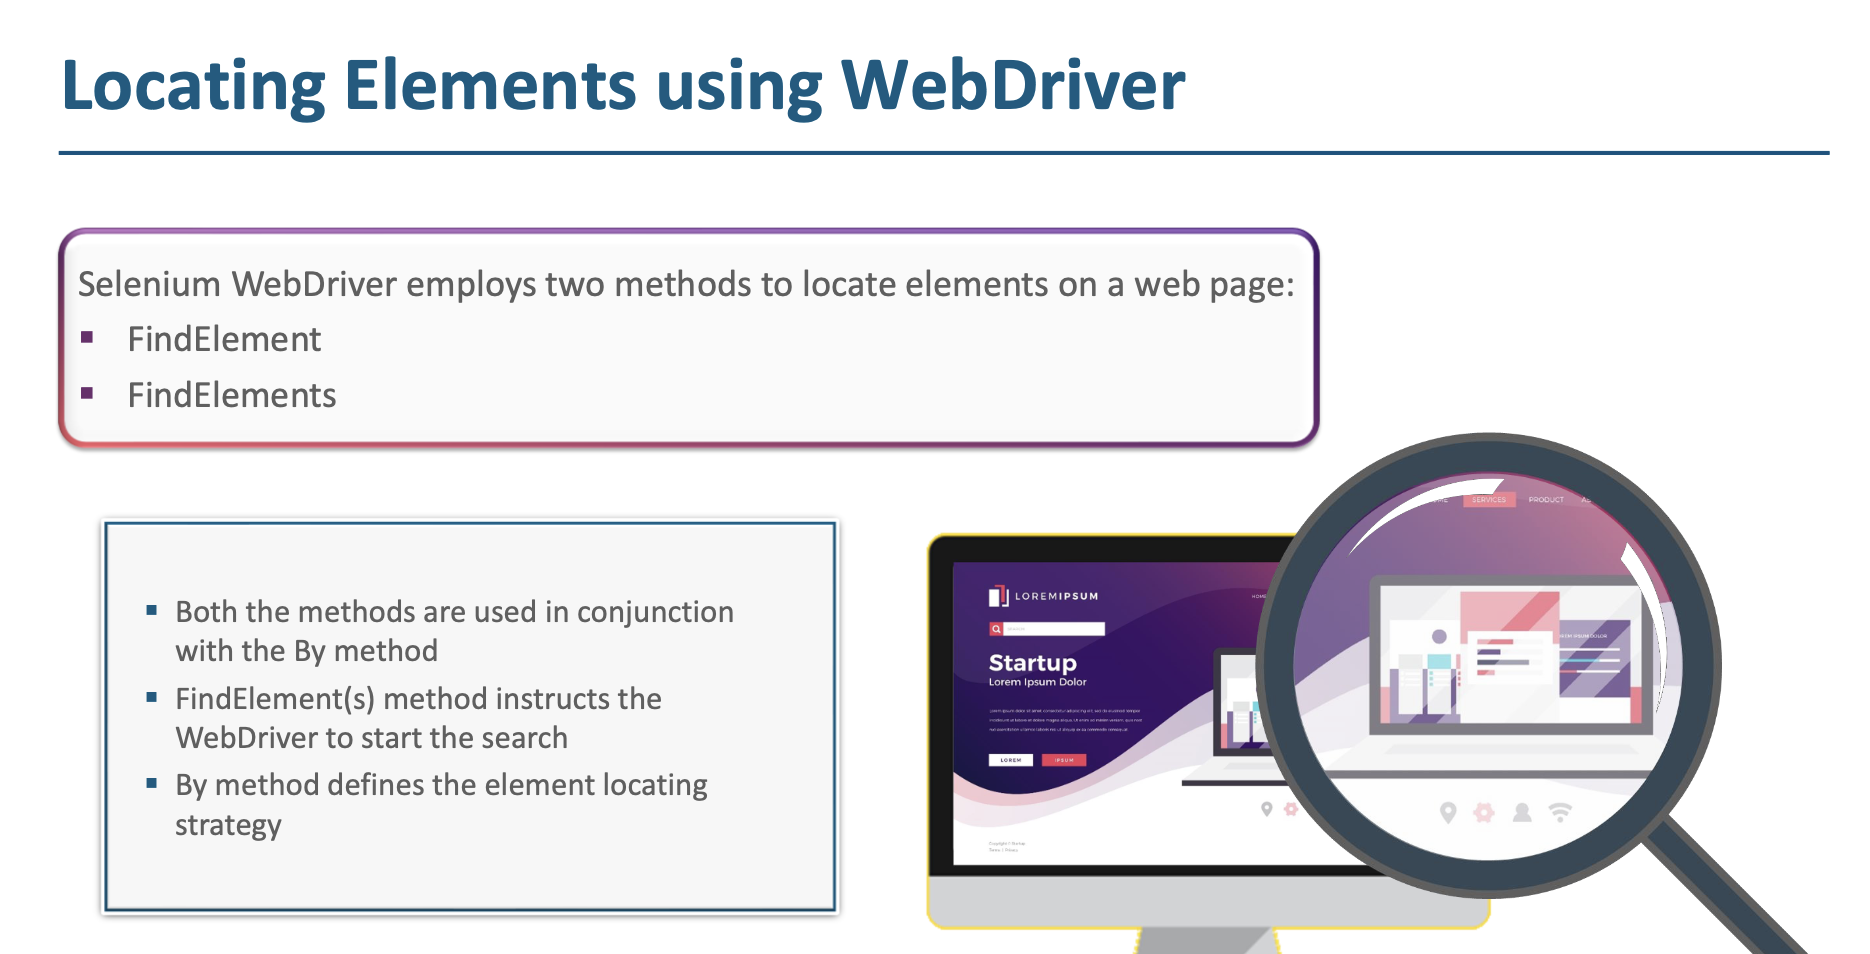 Locating Elements using WebDriver
Selenium WebDriver employs two methods to locate elements on a web page:
▪ FindElement
▪ FindElements
▪ Both the methods are used in conjunction
with the By method
▪ FindElement(s) method instructs the
WebDriver to start the search
▪ By method defines the element locating
strategy
LOREMIPSUM
HOME
Startup
Lorem Ipsum Dolor
LOREM
IPSUM
SERVICES
PRODUCT